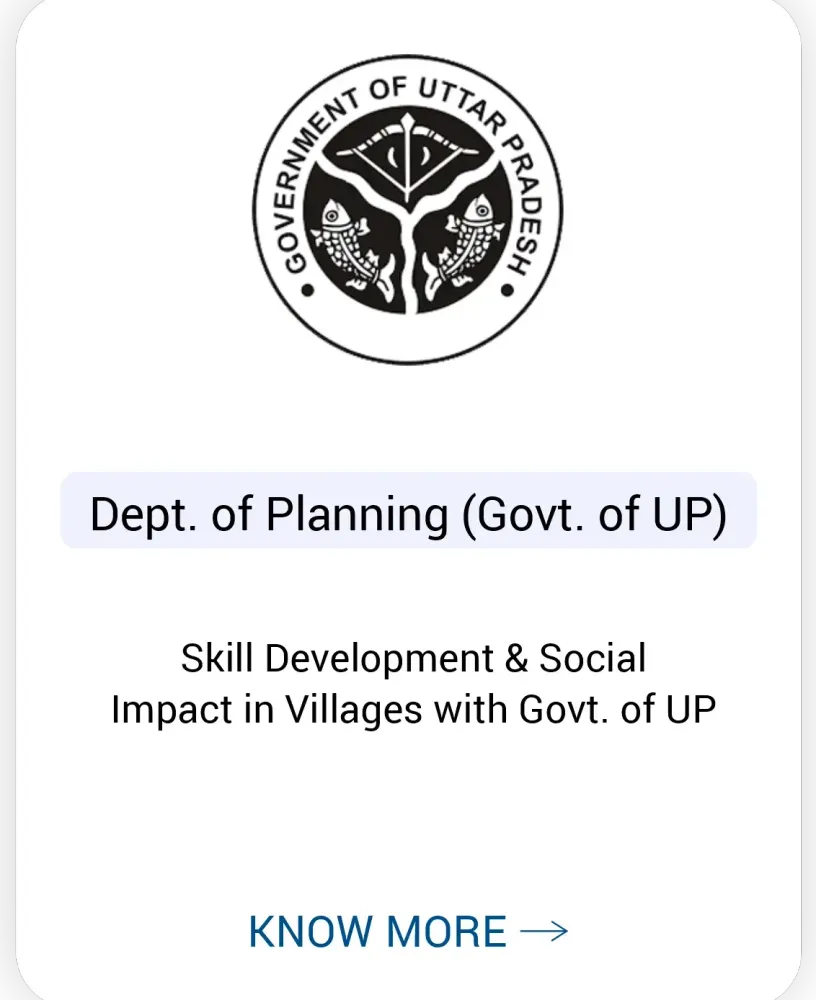 GOVERNMENT OF UTTAR PRADESH
Dept. of Planning (Govt. of UP)
Skill Development & Social
Impact in Villages with Govt. of UP
KNOW MORE →